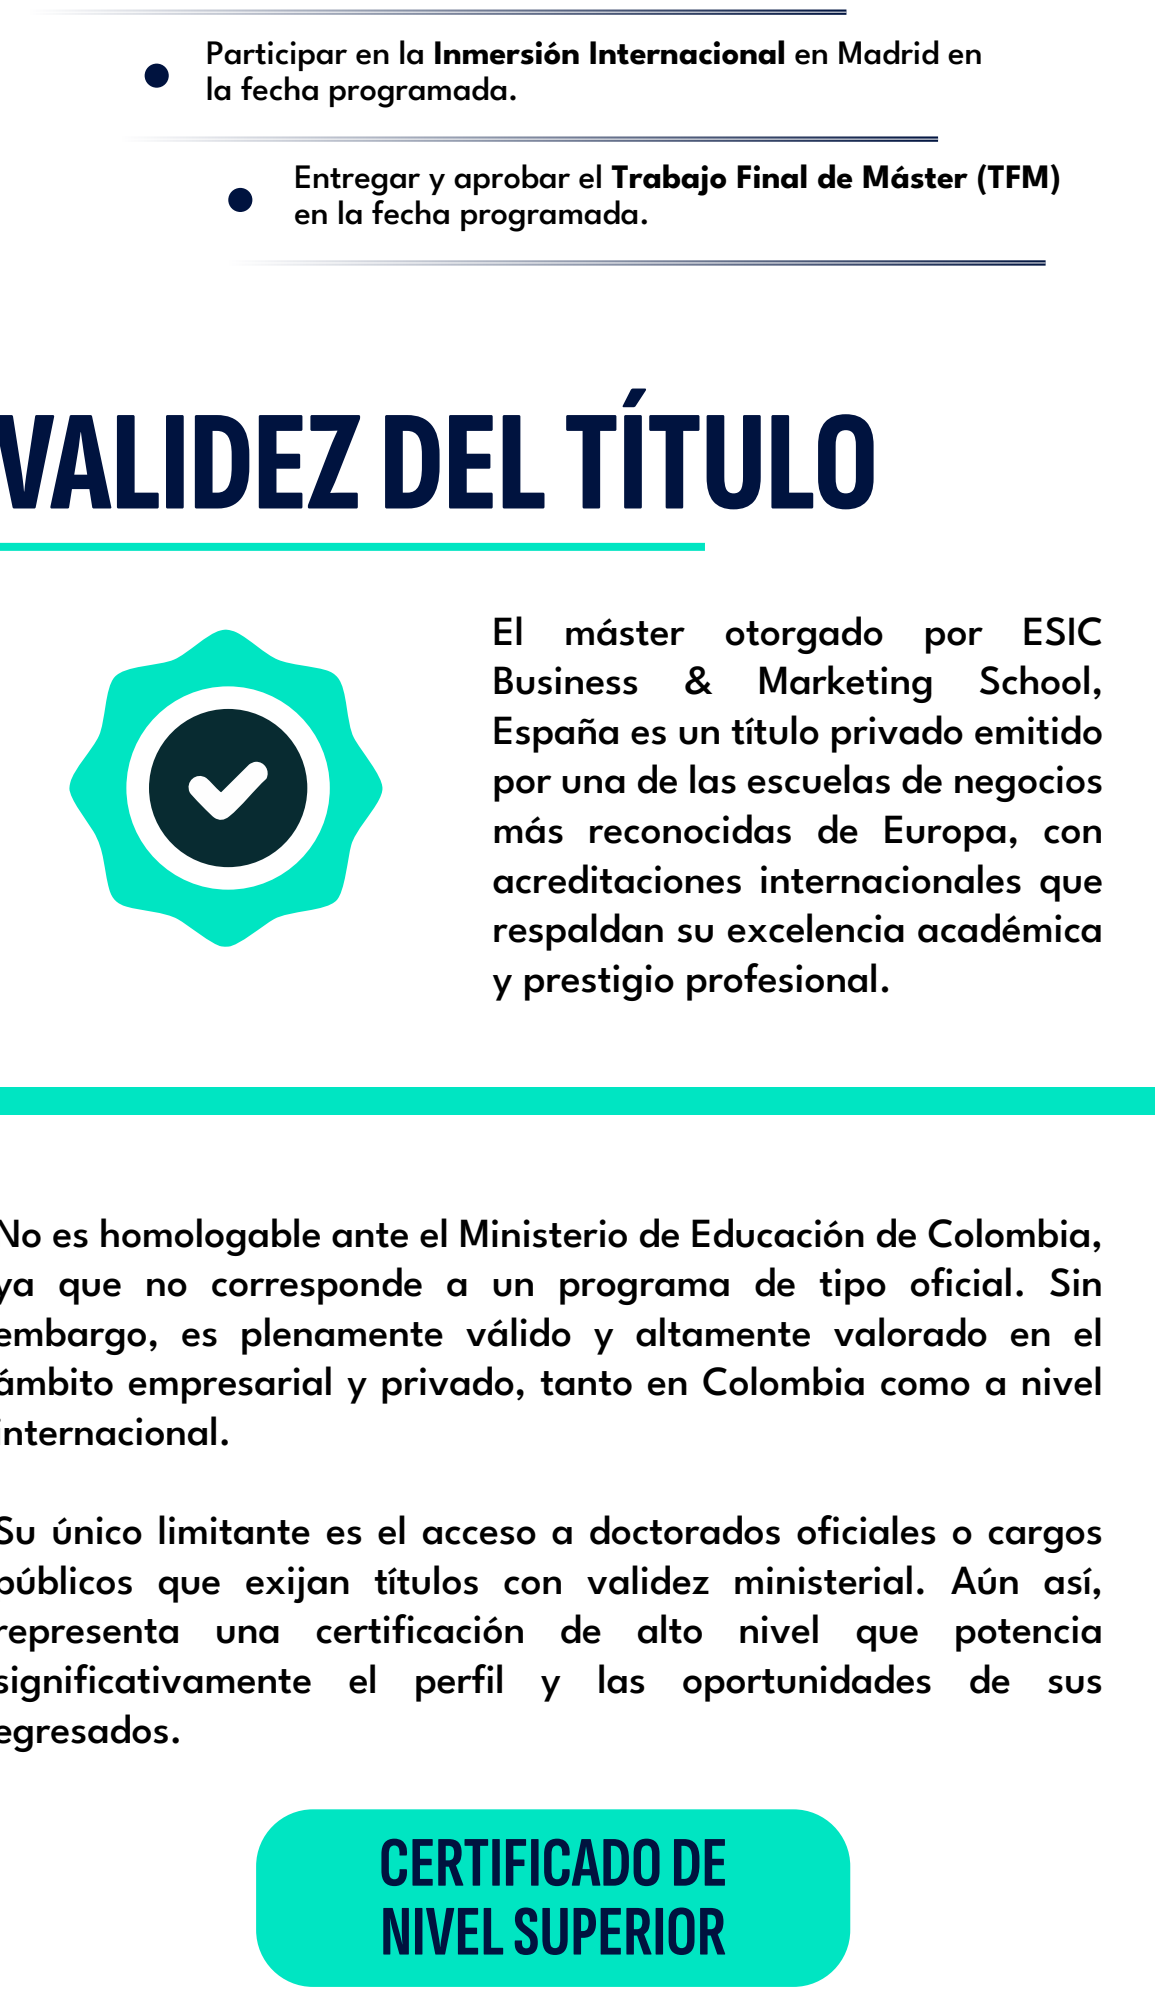 Participar en la Inmersión Internacional en Madrid en
la fecha programada.
Entregar y aprobar el Trabajo Final de Máster (TFM)
en la fecha programada.
VALIDEZ DEL TÍTULO
El máster otorgado por ESIC
Business & Marketing School,
España es un título privado emitido
por una de las escuelas de negocios
más reconocidas de Europa, con
acreditaciones internacionales que
respaldan su excelencia académica
y prestigio profesional.
No es homologable ante el Ministerio de Educación de Colombia,
ya que no corresponde a un programa de tipo oficial. Sin
embargo, es plenamente válido y altamente valorado en el
ámbito empresarial y privado, tanto en Colombia como a nivel
internacional.
Su único limitante es el acceso a doctorados oficiales o cargos
públicos que exijan títulos con validez ministerial. Aún así,
representa una certificación de alto nivel que potencia
significativamente el perfil y las oportunidades de sus
egresados.
CERTIFICADO DE
NIVEL SUPERIOR